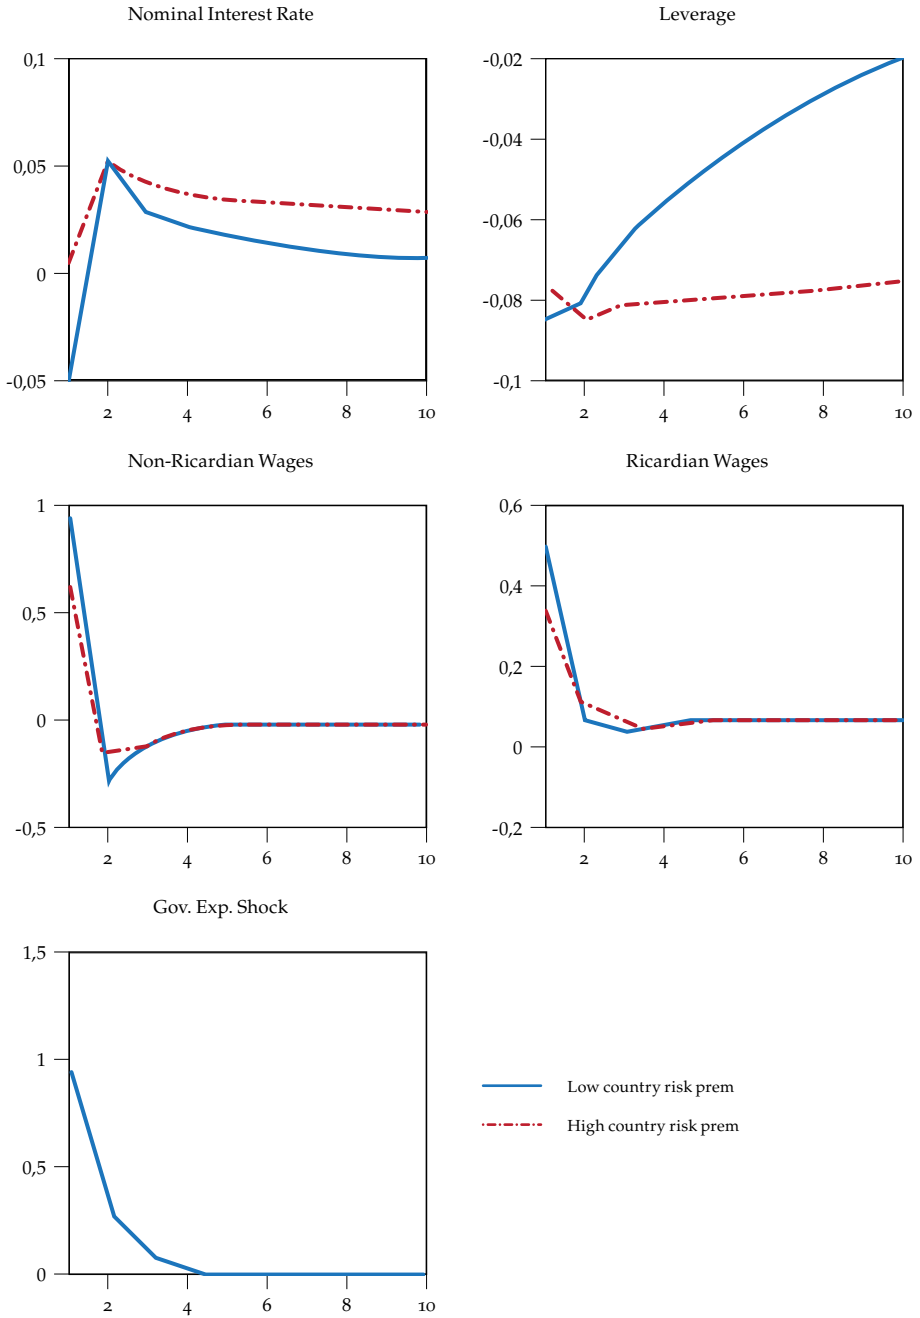 Nominal Interest Rate
0,1
0,05
0
-0,05
2 4 6 8 10
Leverage
-0,02
-0,04
-0,06
-0,08
-0,1
2 4 6 8 10
Non-Ricardian Wages
1
0,5
0
-0,5
2 4 6 8 10
Ricardian Wages
0,6
0,4
0,2
0
-0,2
2 4 6 8 10
Gov. Exp. Shock
1,5
1
0,5
0
2 4 6 8 10
Low country risk prem
High country risk prem